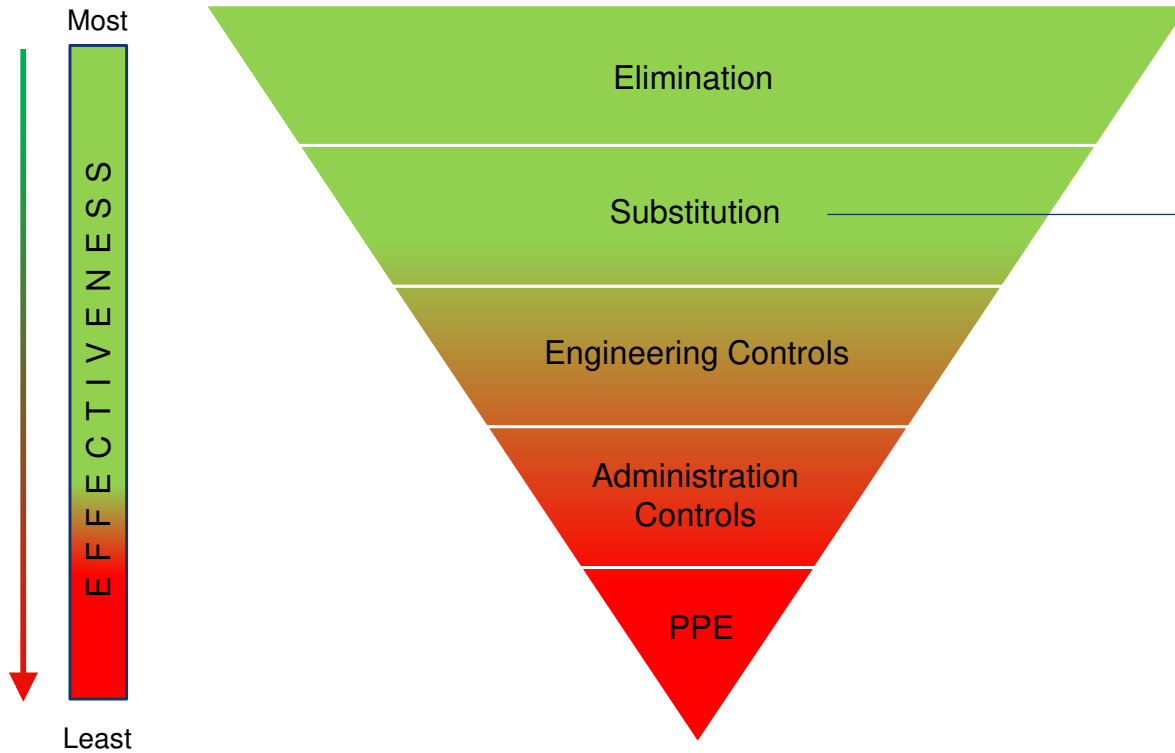 Most
Elimination
Substitution
EFFECTIVENESS
Engineering Controls
Administration
Controls
PPE
Least